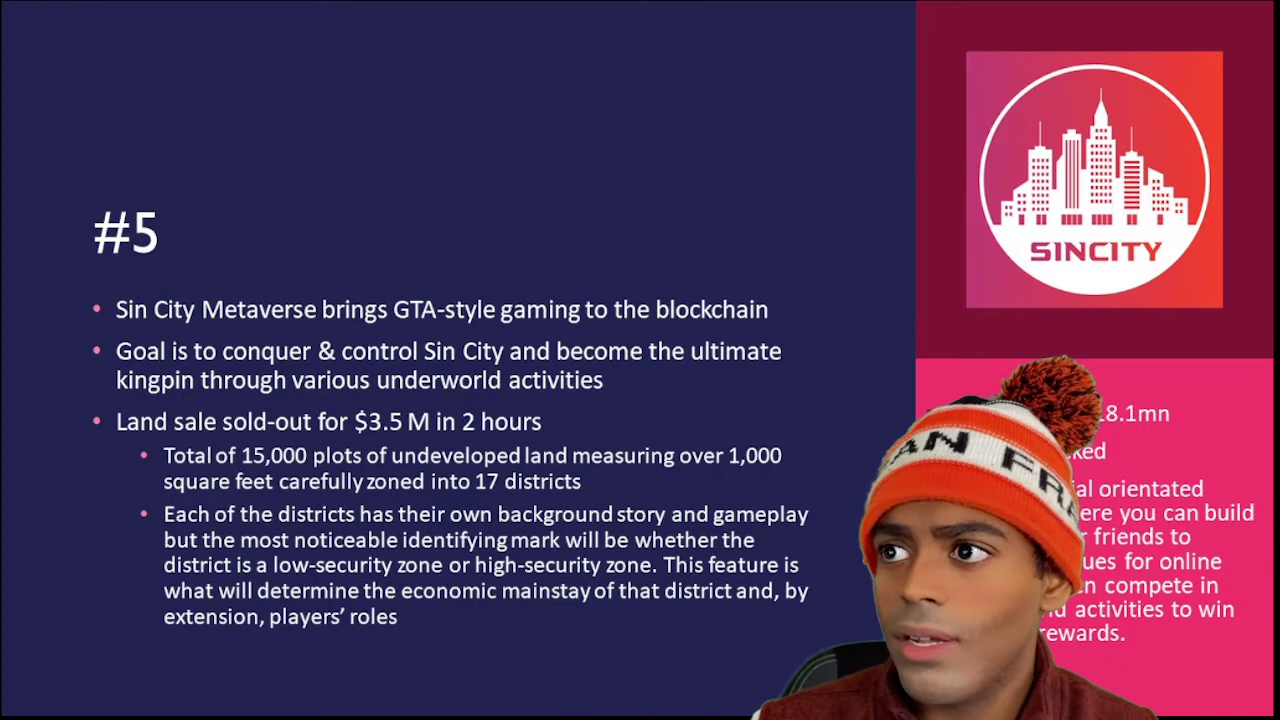 #5
• Sin City Metaverse brings GTA-style gaming to the blockchain
• Goal is to conquer & control Sin City and become the ultimate
kingpin through various underworld activities
• Land sale sold-out for $3.5 M in 2 hours
• Total of 15,000 plots of undeveloped land measuring over 1,000
square feet carefully zoned into 17 districts
• Each of the districts has their own background story and gameplay
but the most noticeable identifying mark will be whether the
district is a low-security zone or high-security zone. This feature is
what will determine the economic mainstay of that district and, by
extension, players’ roles
SINCITY
8.1mn
orientated
you can build
friends to
for online
compete in
activities to win
rewards.
AN FRA